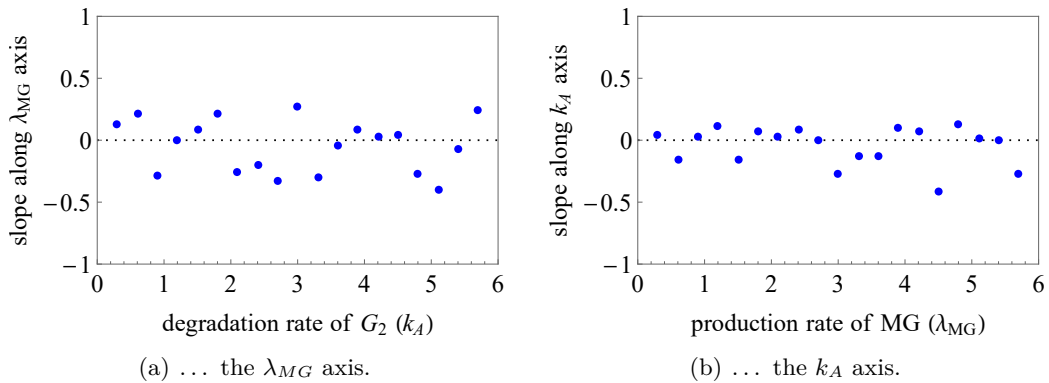 1
0.5
0
−0.5
−1
slope along λMG axis
0 1 2 3 4 5 6
degradation rate of G2 (kA)
(a) ... the λMG axis.
1
0.5
0
−0.5
−1
slope along kA axis
0 1 2 3 4 5 6
production rate of MG (λMG)
(b) ... the kA axis.